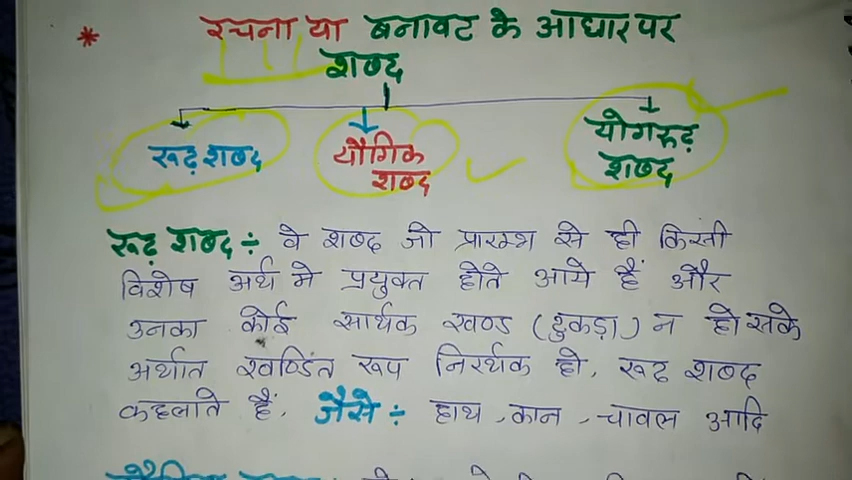 * रचना या बनावट के आधार पर
शब्द
रूढ़ शब्द
यौगिक
शब्द
योगरूढ़
शब्द
रूढ़ शब्द ÷ वे शब्द जो प्रारम्भ से ही किसी
विशेष अर्थ मे प्रयुक्त होते आये हैं और
उनका कोई सार्थक खण्ड (टुकड़ा) न हो सके
अर्थात खण्डित रूप निरर्थक हो, रूढ़ शब्द
कहलाते हैं, जैसे ÷ हाथ, कान, चावल आदि